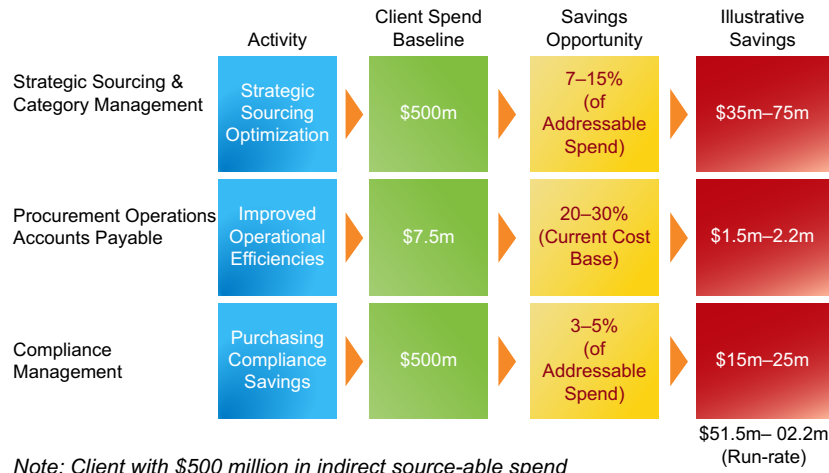 Activity
Client Spend
Baseline
Savings
Opportunity
Illustrative
Savings
Strategic Sourcing &
Category Management
Strategic
Sourcing
Optimization
$500m
7–15%
(of
Addressable
Spend)
$35m–75m
Procurement Operations
Accounts Payable
Improved
Operational
Efficiencies
$7.5m
20–30%
(Current Cost
Base)
$1.5m–2.2m
Compliance
Management
Purchasing
Compliance
Savings
$500m
3–5%
(of
Addressable
Spend)
$15m–25m
$51.5m– 02.2m
(Run-rate)
Note: Client with $500 million in indirect source-able spend